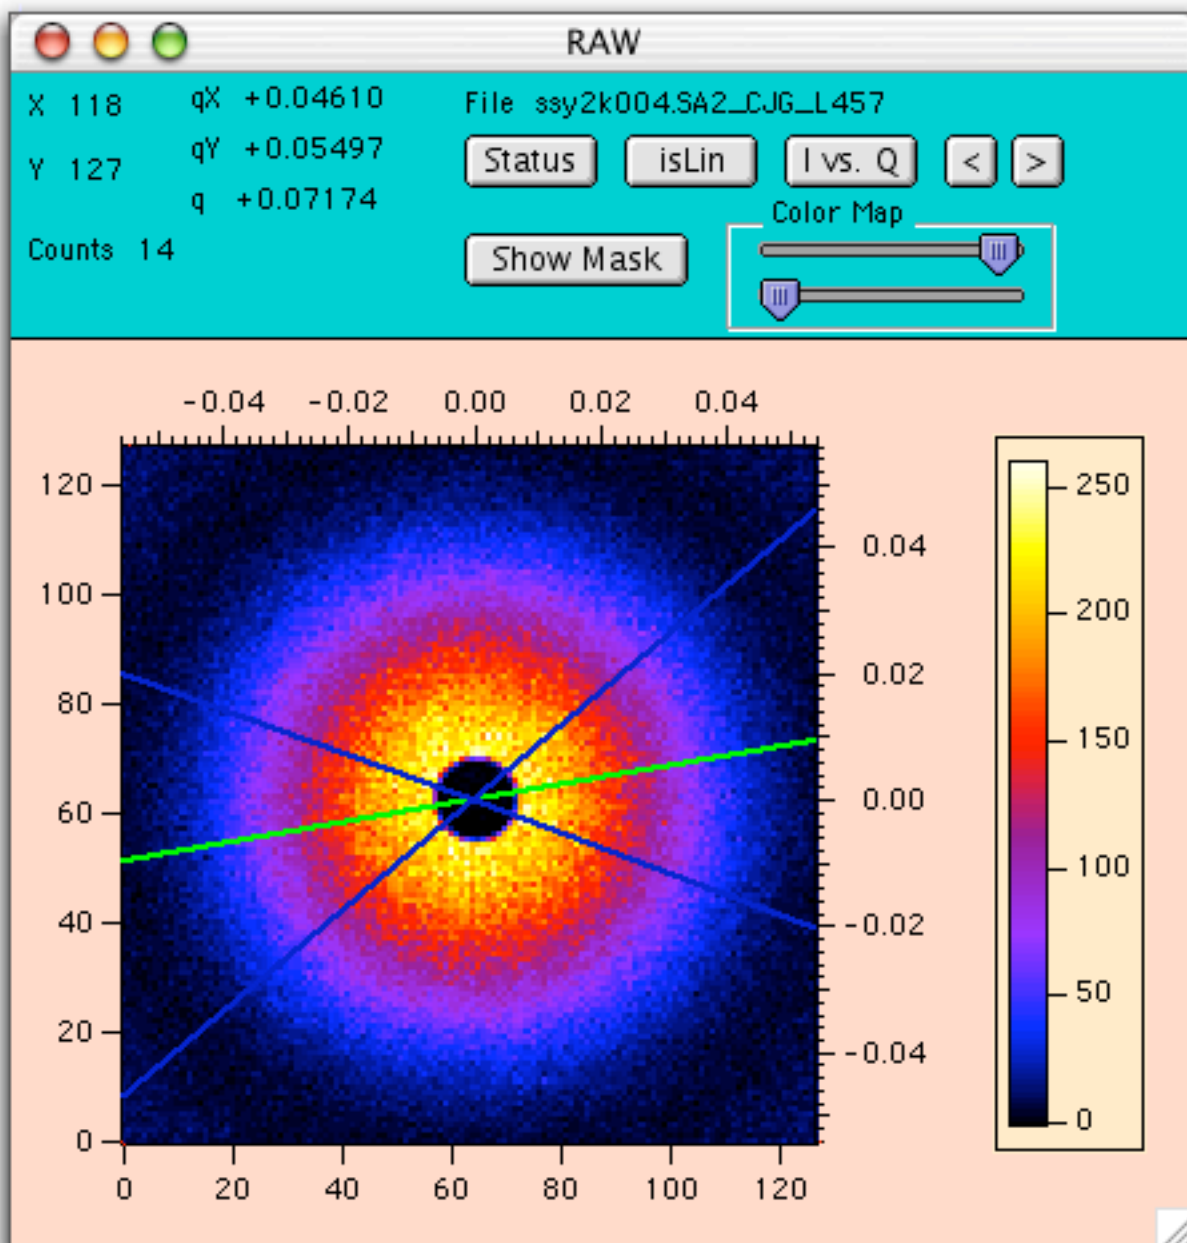 RAW
X 118
qX +0.04610
File ssy2k004.SA2_CJG_L457
Y 127
qY +0.05497
Status
isLin
I vs. Q
<
>
q +0.07174
Color Map
Counts 14
Show Mask
-0.04 -0.02 0.00 0.02 0.04
120
100
80
60
40
20
0
0.04
0.02
0.00
-0.02
-0.04
250
200
150
100
50
0
0 20 40 60 80 100 120